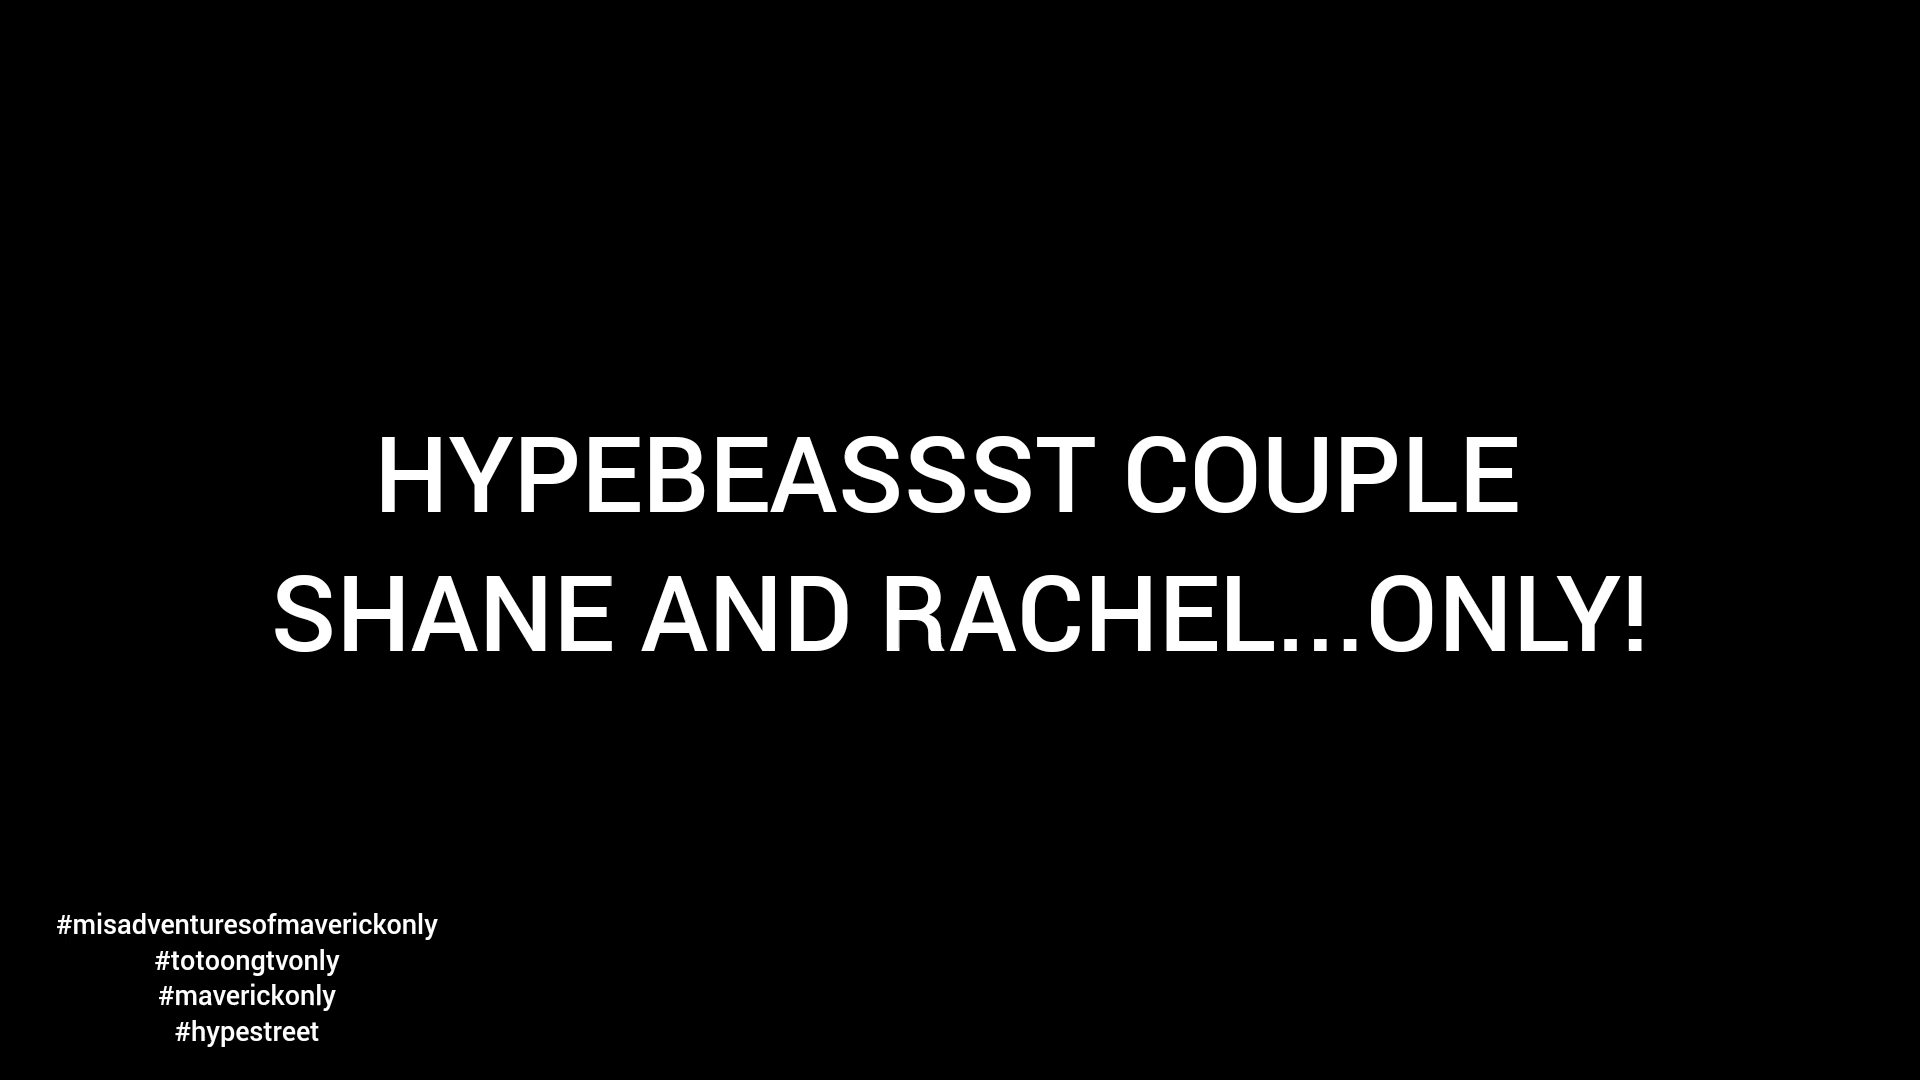 HYPEBEASSST COUPLE
SHANE AND RACHEL...ONLY!
#misadventuresofmaverickonly
#totoongtvonly
#maverickonly
#hypestreet